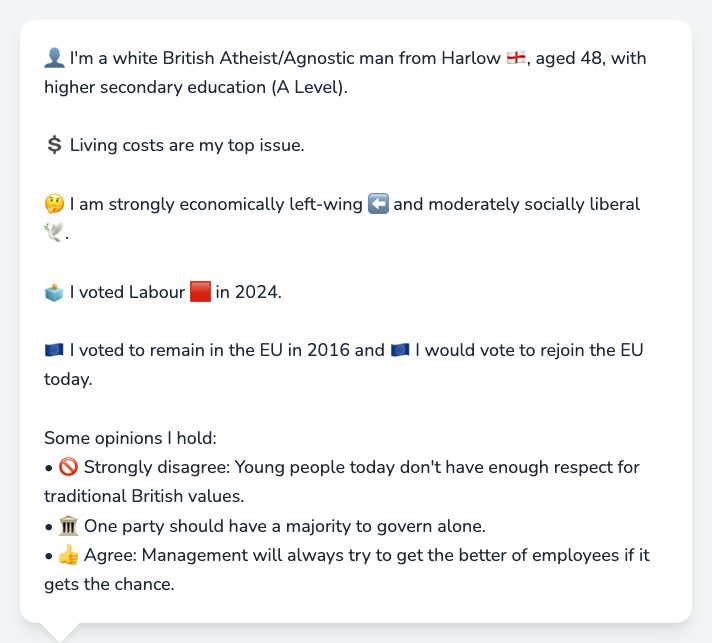 👤 I'm a white British Atheist/Agnostic man from Harlow 🏴󠁧󠁢󠁥󠁮󠁧󠁿, aged 48, with
higher secondary education (A Level).
💲 Living costs are my top issue.
🤔 I am strongly economically left-wing ⬅️ and moderately socially liberal
🕊️.
🗳️ I voted Labour 🟥 in 2024.
🇪🇺 I voted to remain in the EU in 2016 and 🇪🇺 I would vote to rejoin the EU
today.
Some opinions I hold:
• 🚫 Strongly disagree: Young people today don't have enough respect for
traditional British values.
• 🏛️ One party should have a majority to govern alone.
• 👍 Agree: Management will always try to get the better of employees if it
gets the chance.